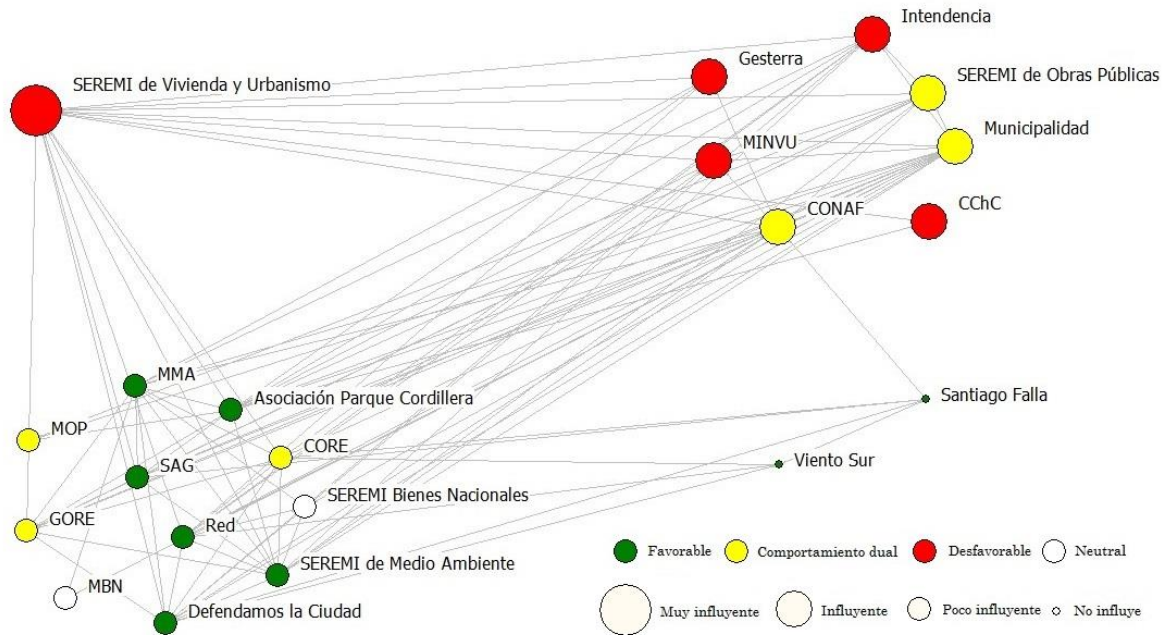 Intendencia
Gesterra
SEREMI de Vivienda y Urbanismo
SEREMI de Obras Públicas
Municipalidad
MINVU
CChC
CONAF
MMA
Asociación Parque Cordillera
Santiago Falla
MOP
CORE
SAG
Viento Sur
SEREMI Bienes Nacionales
GORE
Red
SEREMI de Medio Ambiente
MBN
Defendamos la Ciudad
Favorable
Comportamiento dual
Desfavorable
Neutral
Muy influyente
Influyente
Poco influyente
No influye